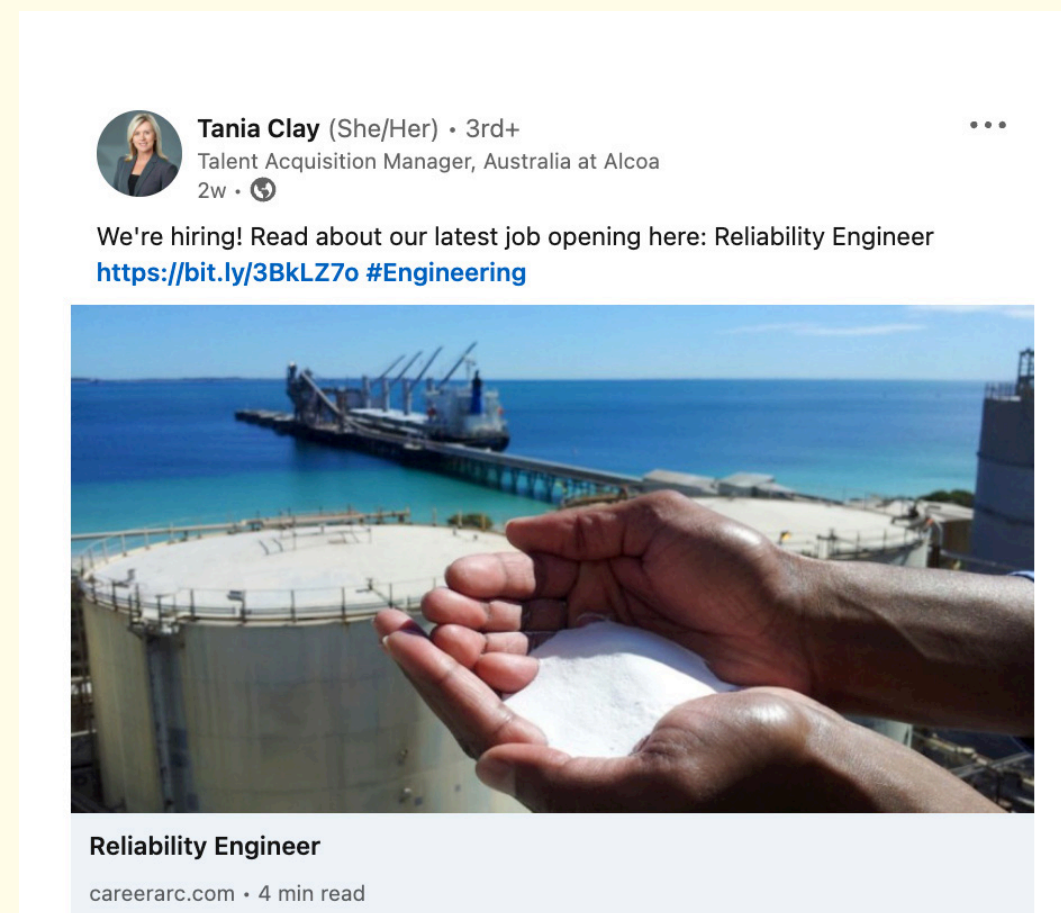 Tania Clay (She/Her) • 3rd+
Talent Acquisition Manager, Australia at Alcoa
2w •
We're hiring! Read about our latest job opening here: Reliability Engineer
https://bit.ly/3BkLZ7o #Engineering
Reliability Engineer
careerarc.com • 4 min read